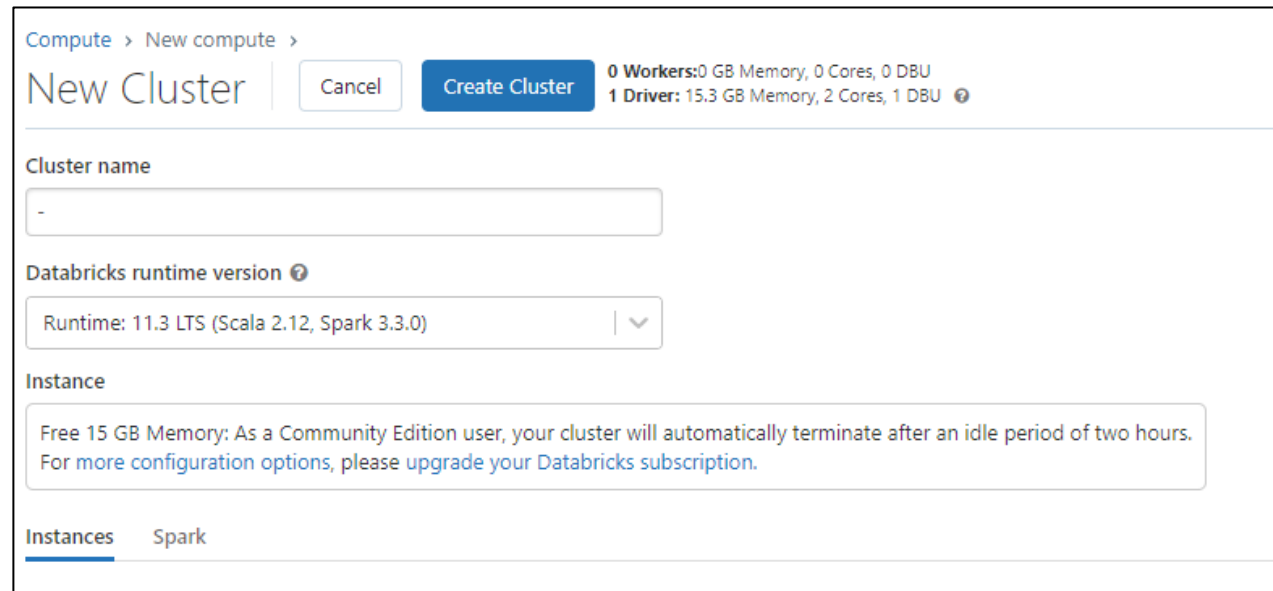 Compute > New compute >
New Cluster Cancel Create Cluster 0 Workers:0 GB Memory, 0 Cores, 0 DBU
1 Driver: 15.3 GB Memory, 2 Cores, 1 DBU ?
Cluster name
-
Databricks runtime version ?
Runtime: 11.3 LTS (Scala 2.12, Spark 3.3.0)
Instance
Free 15 GB Memory: As a Community Edition user, your cluster will automatically terminate after an idle period of two hours.
For more configuration options, please upgrade your Databricks subscription.
Instances Spark